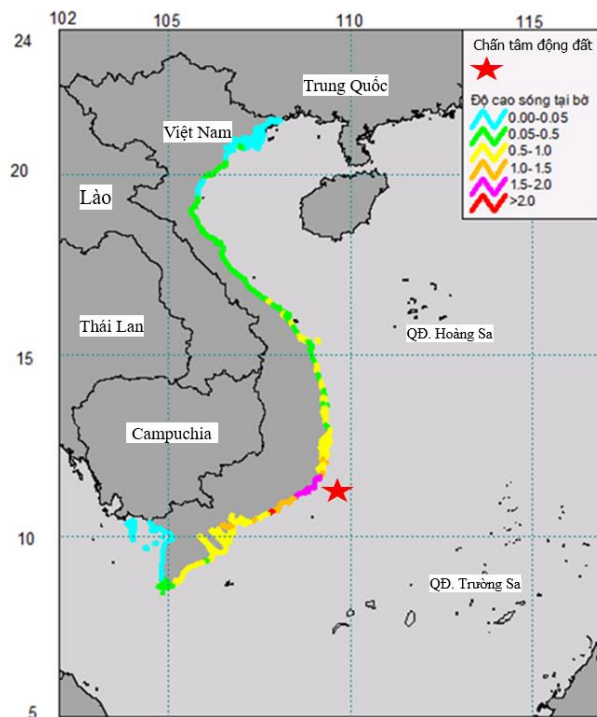 102
105
110
115
24
Chấn tâm động đất
Trung Quốc
Độ cao sóng tại bờ
0.00-0.05
0.05-0.5
0.5-1.0
1.0-1.5
1.5-2.0
>2.0
Việt Nam
20
Lào
Thái Lan
QĐ. Hoàng Sa
15
Campuchia
10
QĐ. Trường Sa
5